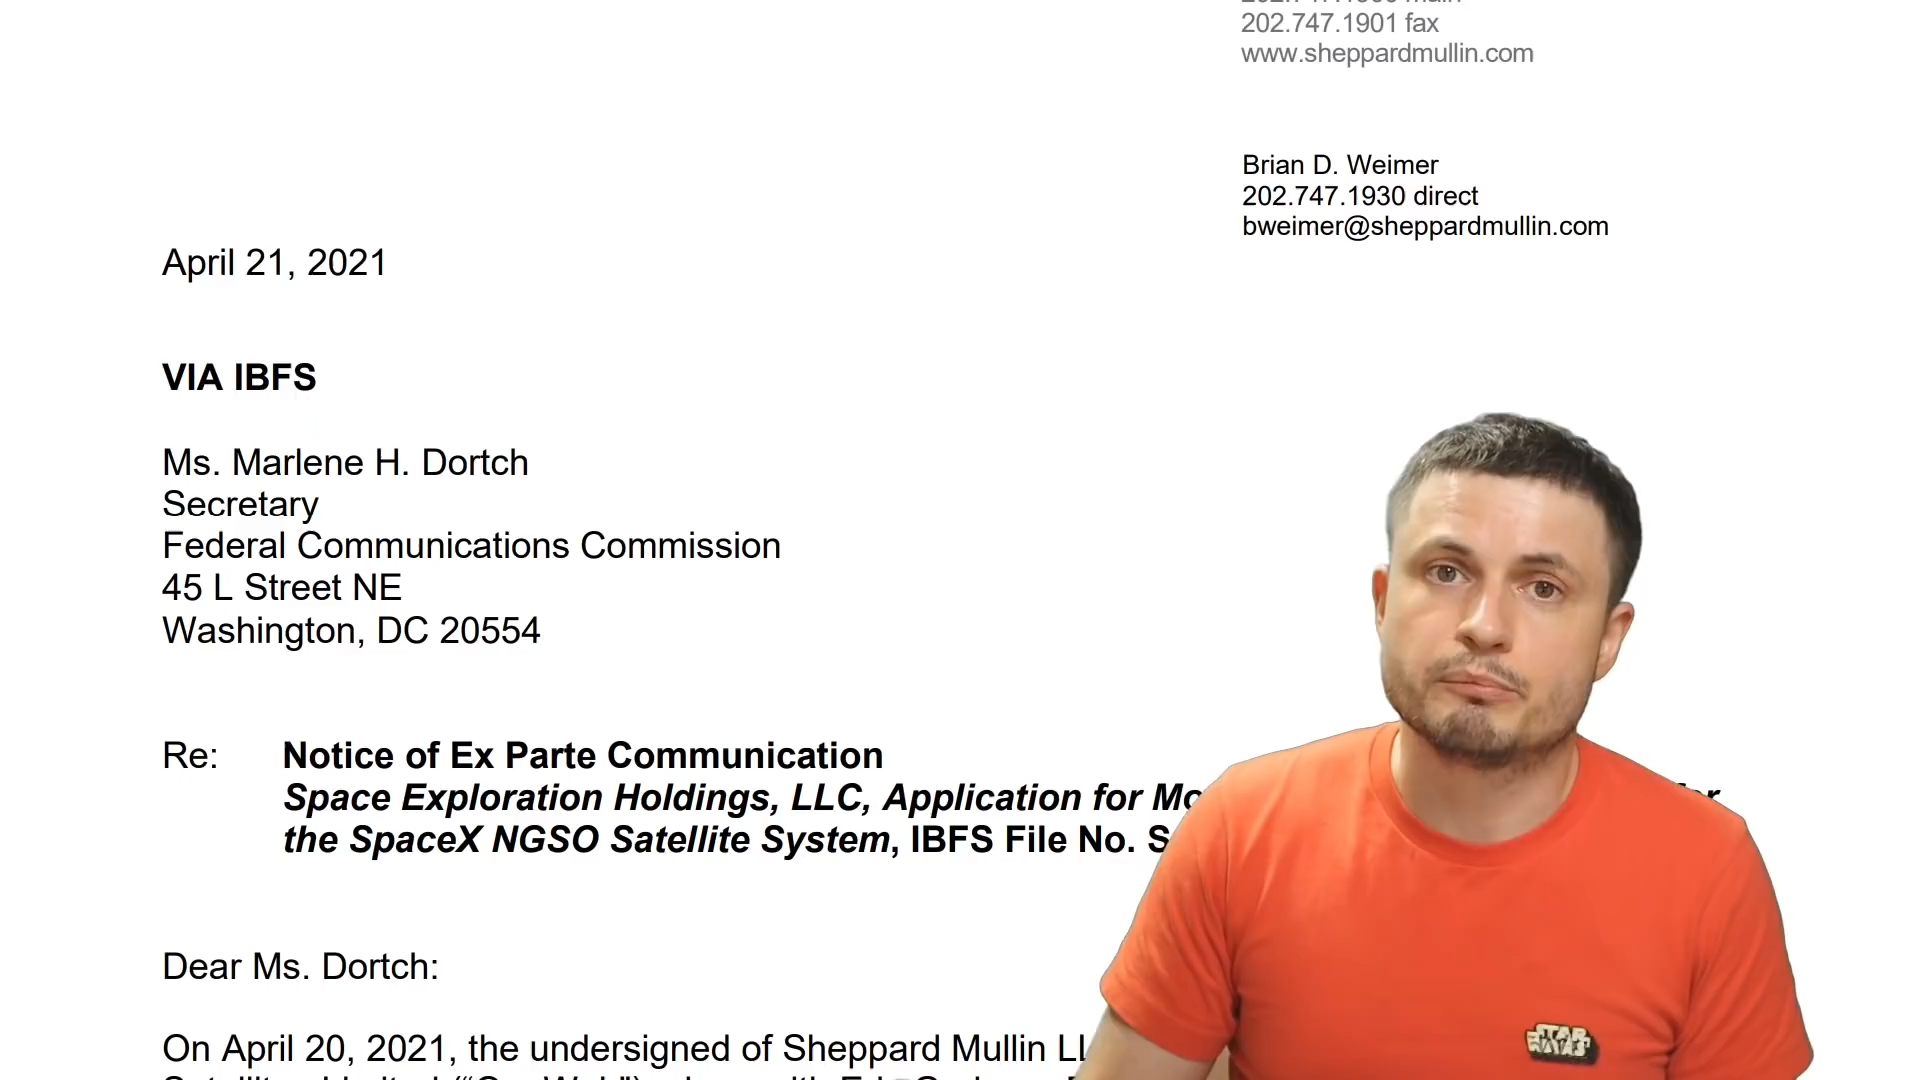 202.747.1901 fax
www.sheppardmullin.com
Brian D. Weimer
202.747.1930 direct
bweimer@sheppardmullin.com
April 21, 2021
VIA IBFS
Ms. Marlene H. Dortch
Secretary
Federal Communications Commission
45 L Street NE
Washington, DC 20554
Re: Notice of Ex Parte Communication
Space Exploration Holdings, LLC, Application for
the SpaceX NGSO Satellite System, IBFS File No.
Dear Ms. Dortch:
On April 20, 2021, the undersigned of Sheppard Mullin
STAR
WARS